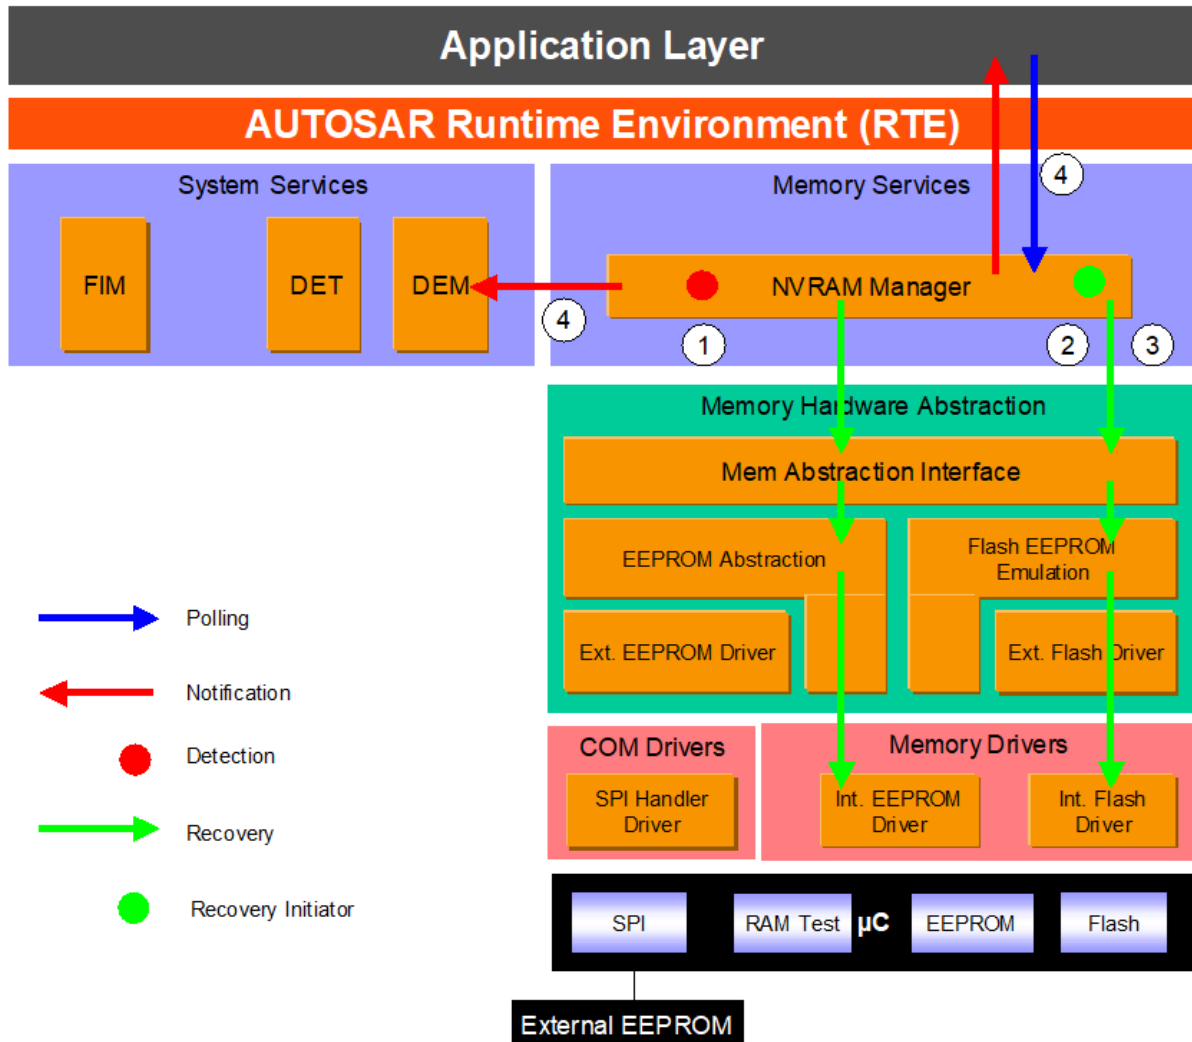 Application Layer
AUTOSAR Runtime Environment (RTE)
System Services
Memory Services
4
FIM
DET
DEM
NVRAM Manager
4
1
2
3
Memory Hardware Abstraction
Mem Abstraction Interface
EEPROM Abstraction
Flash EEPROM
Emulation
Ext. EEPROM Driver
Ext. Flash Driver
Polling
Notification
Detection
Recovery
Recovery Initiator
COM Drivers
Memory Drivers
SPI Handler
Driver
Int. EEPROM
Driver
Int. Flash
Driver
SPI
RAM Test
µC
EEPROM
Flash
External EEPROM